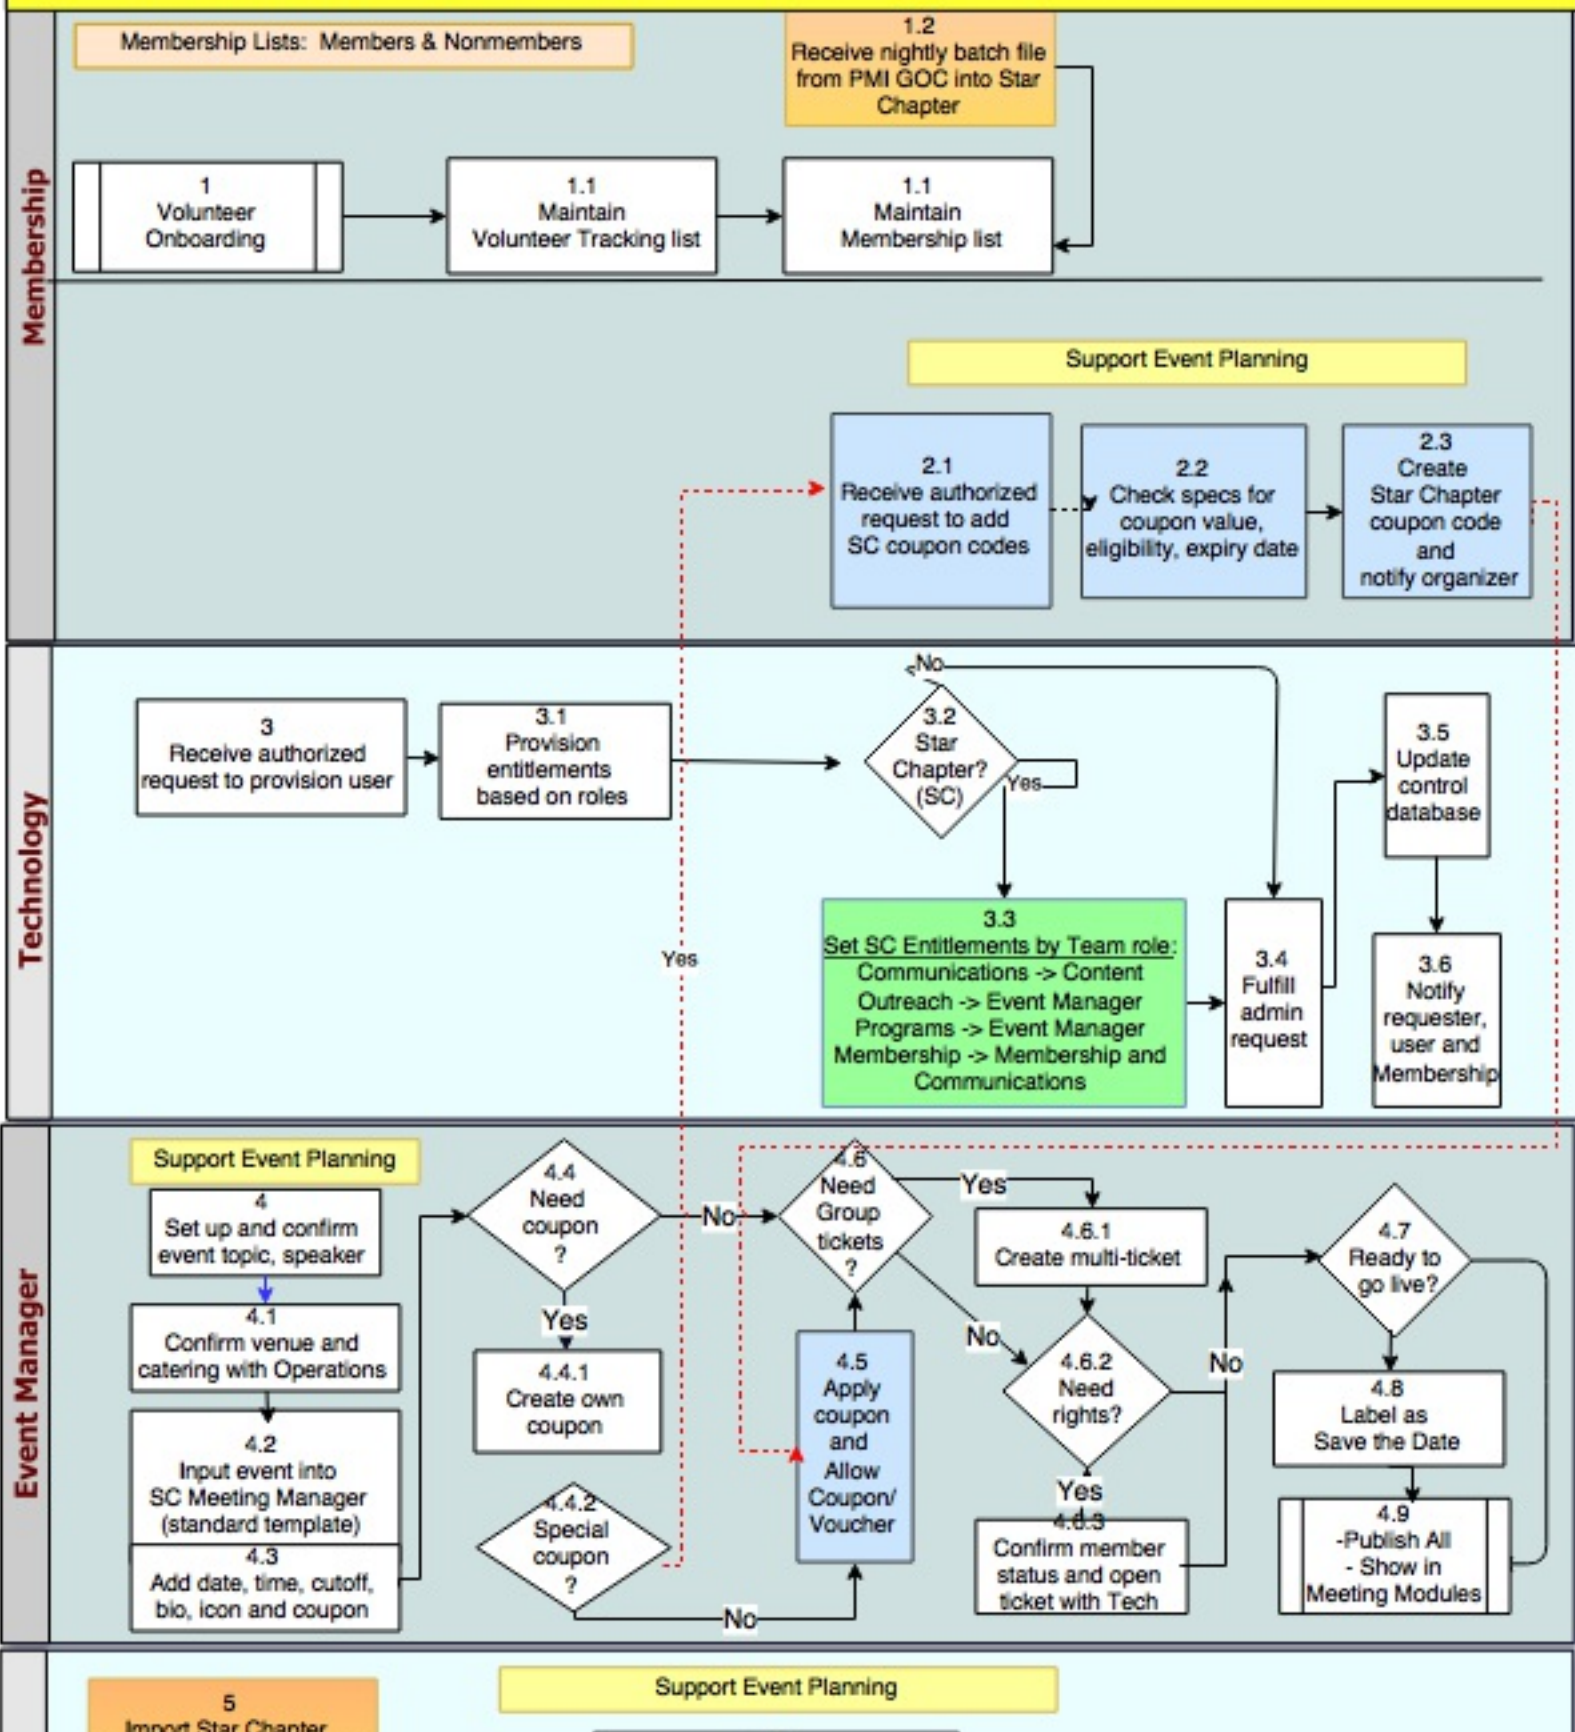 Membership
Membership Lists: Members & Nonmembers
1.2
Receive nightly batch file
from PMI GOC into Star
Chapter
1
Volunteer
Onboarding
1.1
Maintain
Volunteer Tracking list
1.1
Maintain
Membership list
Support Event Planning
2.1
Receive authorized
request to add
SC coupon codes
2.2
Check specs for
coupon value,
eligibility, expiry date
2.3
Create
Star Chapter
coupon code
and
notify organizer
Technology
3
Receive authorized
request to provision user
3.1
Provision
entitlements
based on roles
Yes
No
3.2
Star
Chapter?
(SC)
Yes
3.3
Set SC Entitlements by Team role:
Communications -> Content
Outreach -> Event Manager
Programs -> Event Manager
Membership -> Membership and
Communications
3.4
Fulfill
admin
request
3.5
Update
control
database
3.6
Notify
requester,
user and
Membership
Event Manager
Support Event Planning
4
Set up and confirm
event topic, speaker
4.1
Confirm venue and
catering with Operations
4.2
Input event into
SC Meeting Manager
(standard template)
4.3
Add date, time, cutoff,
bio, icon and coupon
4.4
Need
coupon
?
No
Yes
4.4.1
Create own
coupon
4.4.2
Special
coupon
?
No
4.5
Apply
coupon
and
Allow
Coupon/
Voucher
4.6
Need
Group
tickets
?
Yes
No
4.6.1
Create multi-ticket
4.6.2
Need
rights?
No
Yes
4.6.3
Confirm member
status and open
ticket with Tech
4.7
Ready to
go live?
4.8
Label as
Save the Date
4.9
-Publish All
- Show in
Meeting Modules
5
Import Star Chapter
Support Event Planning